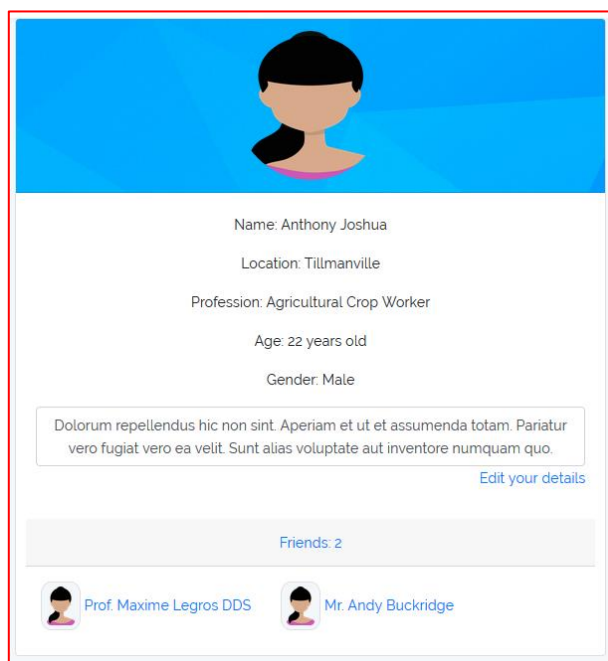 Name: Anthony Joshua
Location: Tillmanville
Profession: Agricultural Crop Worker
Age: 22 years old
Gender: Male
Dolorum repellendus hic non sint. Aperiam et ut et assumenda totam. Pariatur
vero fugiat vero ea velit. Sunt alias voluptate aut inventore numquam quo.
Edit your details
Friends: 2
Prof. Maxime Legros DDS
Mr. Andy Buckridge